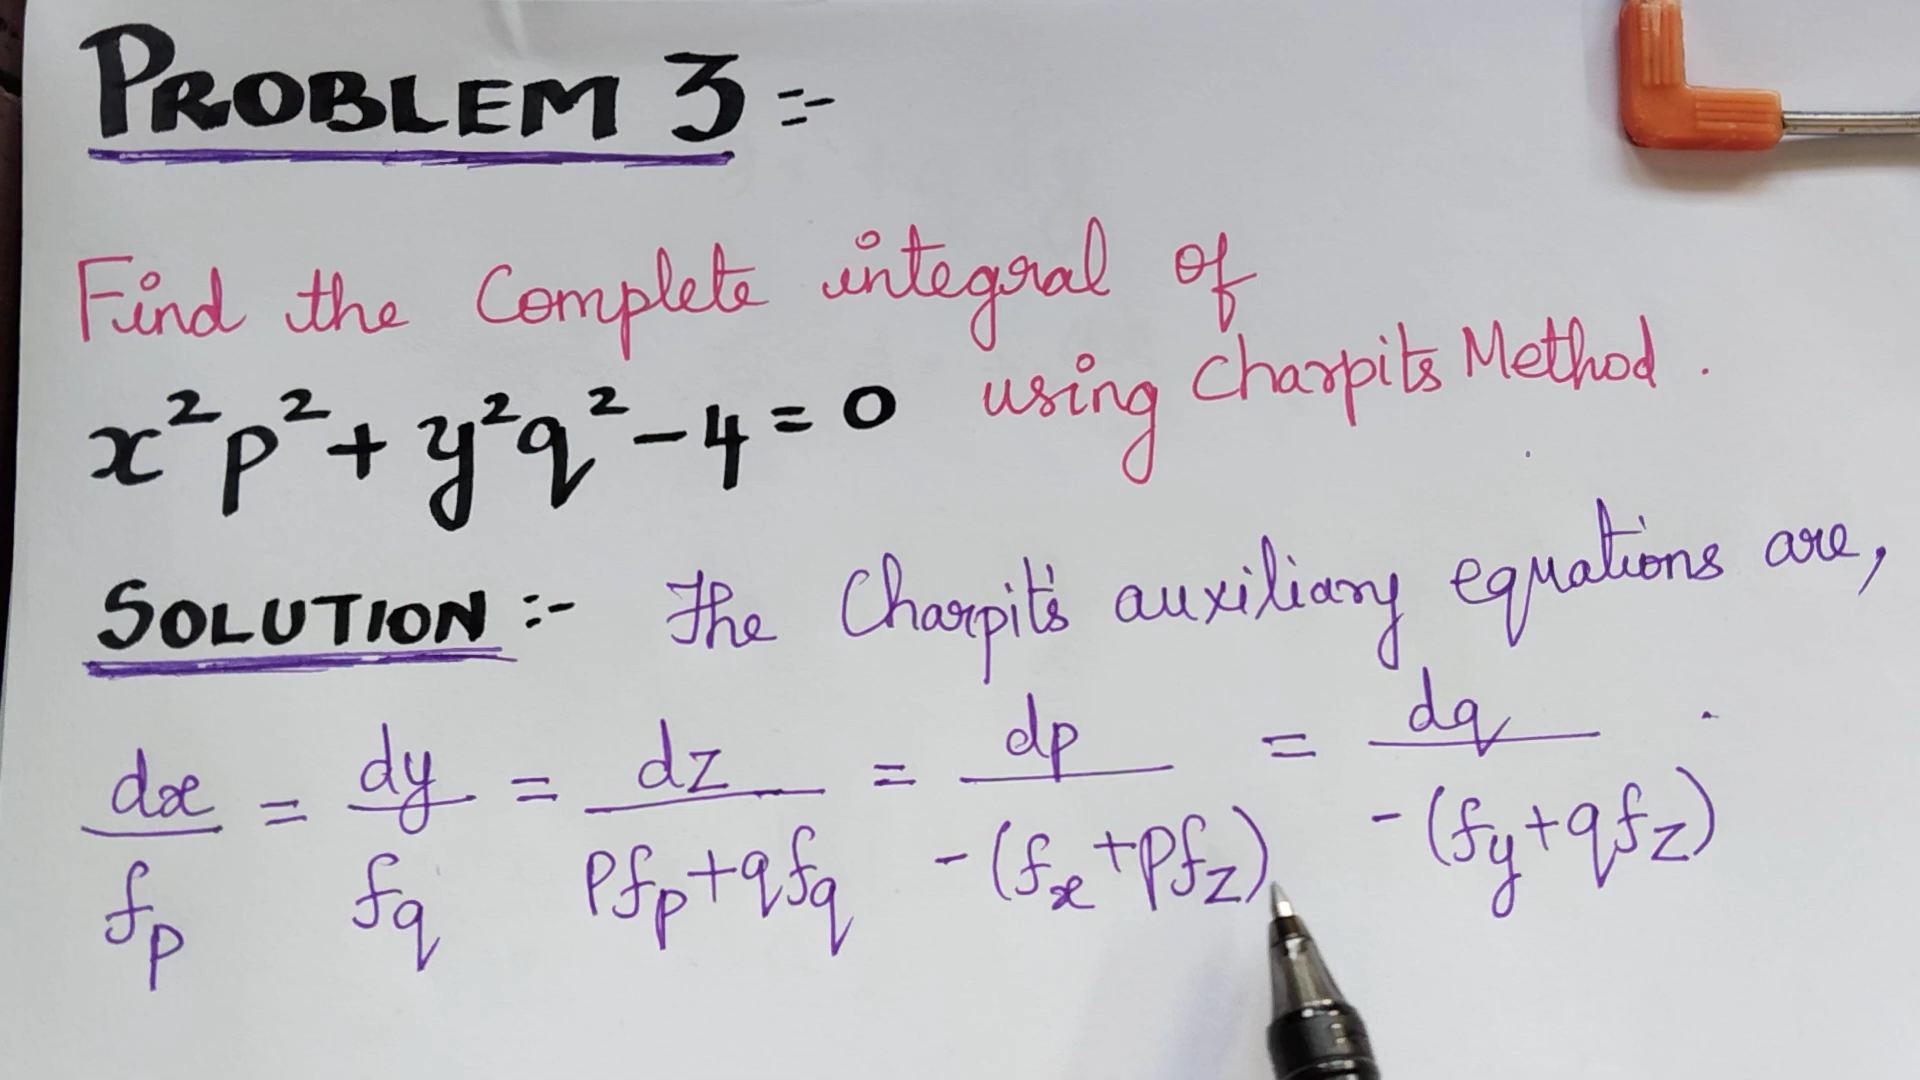 PROBLEM 3 :-
Find the Complete integral of
x²p² + y²q² - 4 = 0 using Charpits Method.
SOLUTION :- The Charpit's auxiliary equations are,
dx/fp = dy/fq = dz/(pfp + qfq) = dp/-(fx + pfz) = dq/-(fy + qfz)